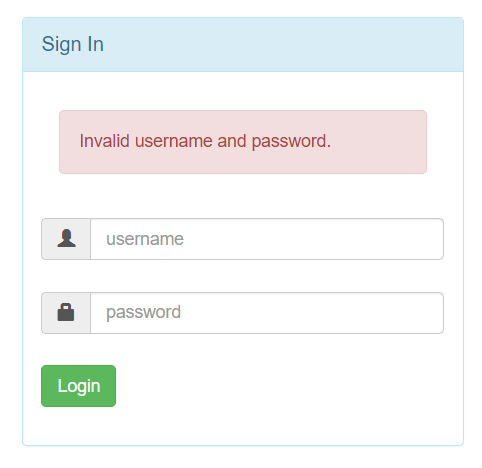 Sign In
Invalid username and password.
username
password
Login